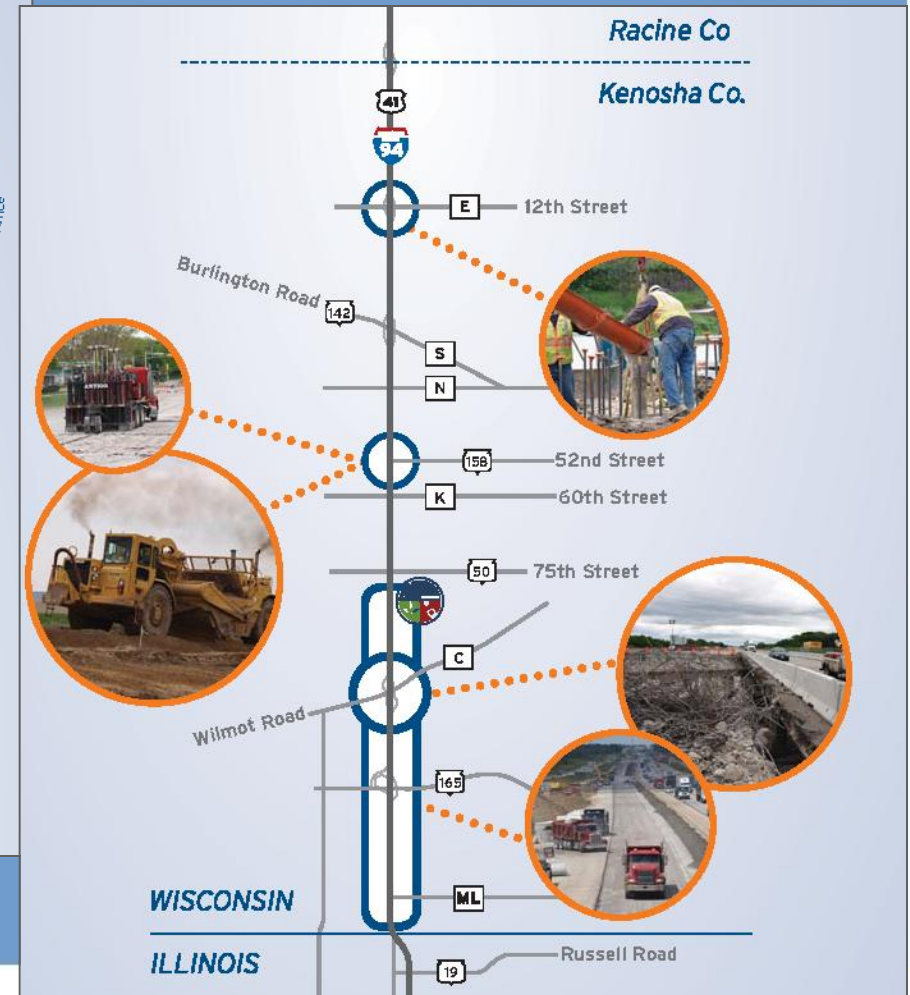 Racine Co
Kenosha Co.
41
94
E
12th Street
Burlington Road
142
S
N
158
52nd Street
K
60th Street
50
75th Street
C
Wilmot Road
165
WISCONSIN
ML
ILLINOIS
19
Russell Road